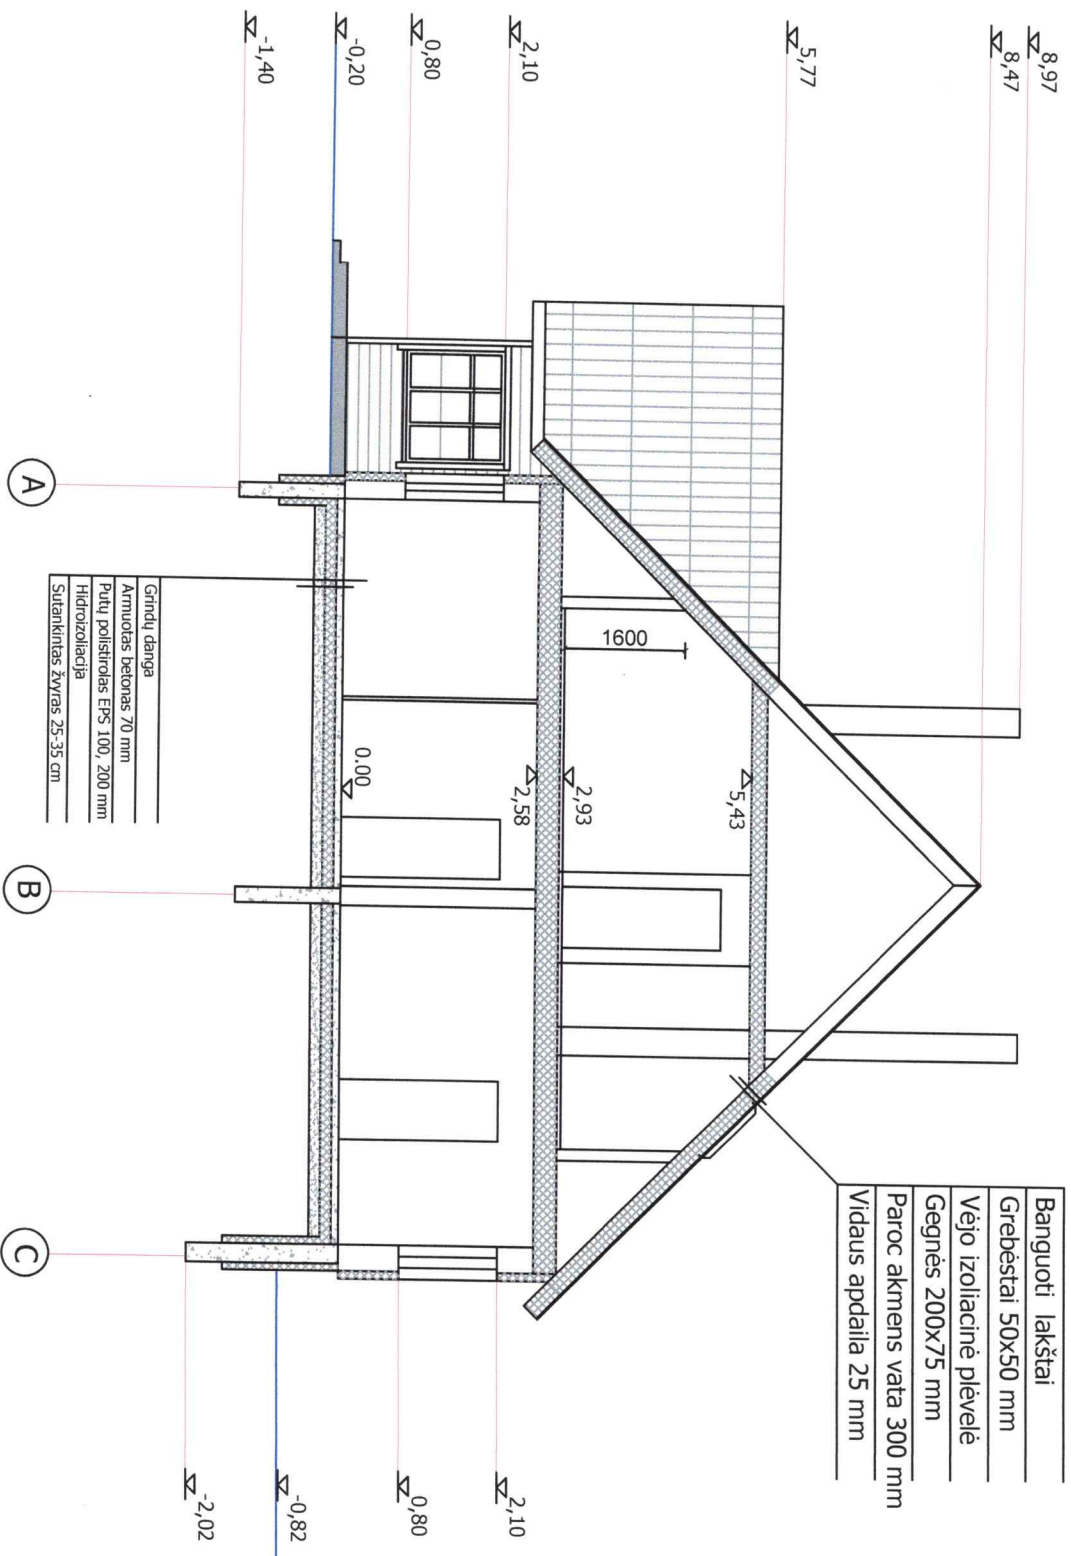 8,97
8,47
5,77
2,10
0,80
-0,20
-1,40
1600
5,43
2,93
2,58
0.00
Banguoti lakštai
Grebėstai 50x50 mm
Vėjo izoliacinė plėvelė
Gegnės 200x75 mm
Paroc akmens vata 300 mm
Vidaus apdaila 25 mm
Grindų danga
Armuotas betonas 70 mm
Putų polistirolas EPS 100, 200 mm
Hidroizoliacija
Sutankintas žvyras 25-35 cm
2,10
0,80
-0,82
-2,02
A
B
C